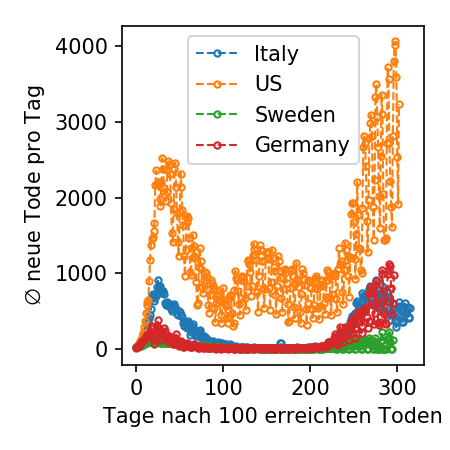 4000
3000
2000
1000
0
∅ neue Tode pro Tag
Italy
US
Sweden
Germany
0 100 200 300
Tage nach 100 erreichten Toden